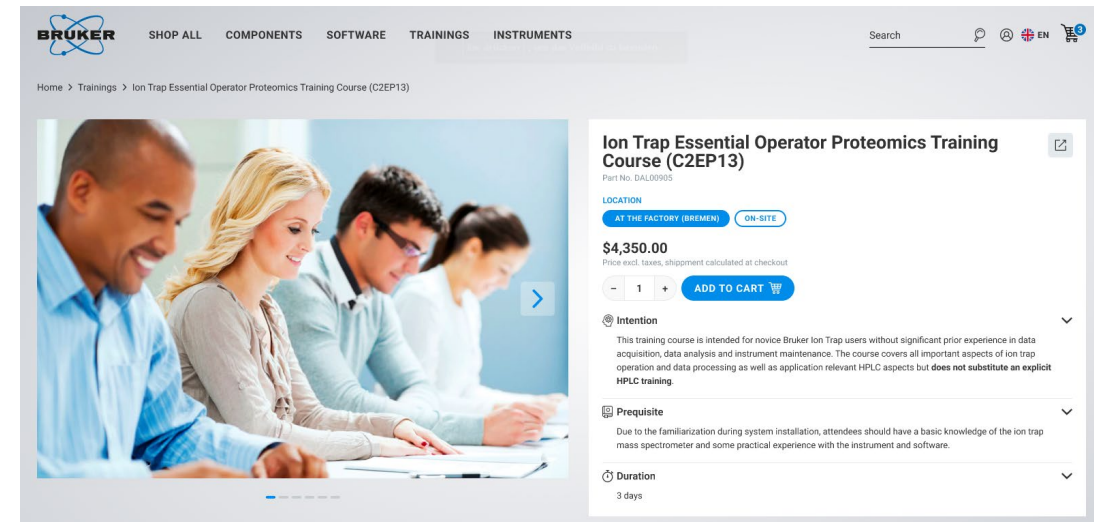 BRUKER
SHOP ALL COMPONENTS SOFTWARE TRAININGS INSTRUMENTS
Search
EN
3
Home > Trainings > Ion Trap Essential Operator Proteomics Training Course (C2EP13)
Ion Trap Essential Operator Proteomics Training
Course (C2EP13)
Part No. DAL00905
LOCATION
AT THE FACTORY (BREMEN) ON-SITE
$4,350.00
Price excl. taxes, shippment calculated at checkout
- 1 + ADD TO CART
Intention
This training course is intended for novice Bruker Ion Trap users without significant prior experience in data
acquisition, data analysis and instrument maintenance. The course covers all important aspects of ion trap
operation and data processing as well as application relevant HPLC aspects but does not substitute an explicit
HPLC training.
Prequisite
Due to the familiarization during system installation, attendees should have a basic knowledge of the ion trap
mass spectrometer and some practical experience with the instrument and software.
Duration
3 days